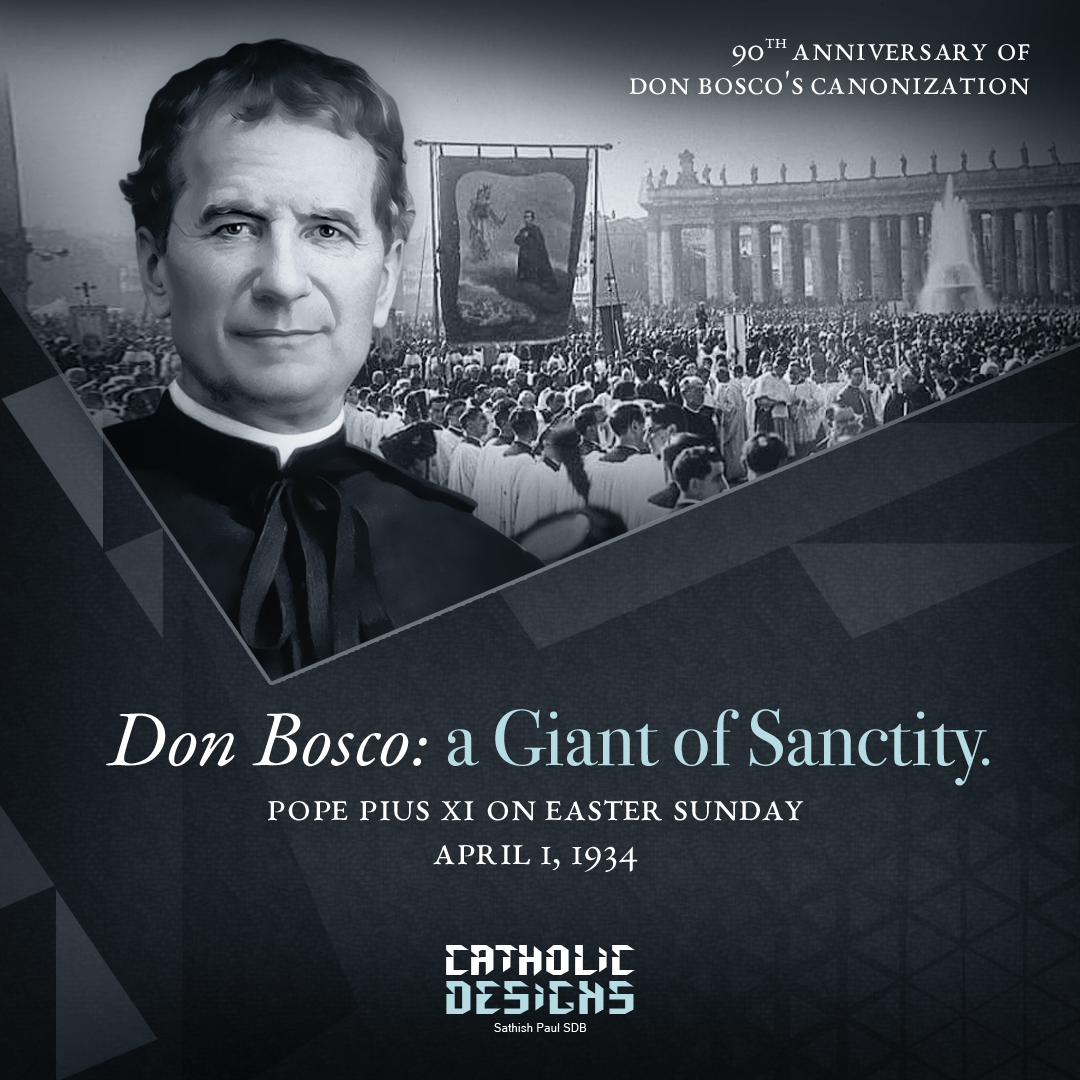 90TH ANNIVERSARY OF
DON BOSCO'S CANONIZATION
Don Bosco: a Giant of Sanctity.
POPE PIUS XI ON EASTER SUNDAY
APRIL 1, 1934
CATHOLIC
DESIGNS
Sathish Paul SDB